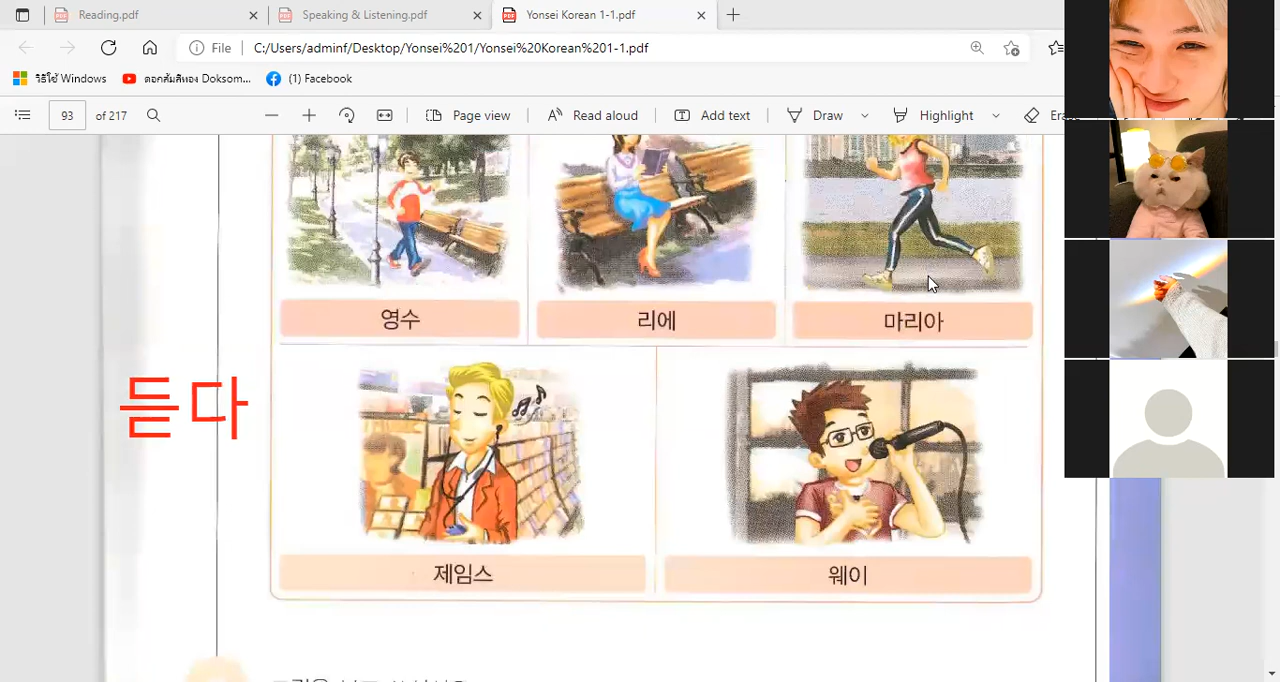 Reading.pdf
Speaking & Listening.pdf
Yonsei Korean 1-1.pdf
File
C:/Users/adminf/Desktop/Yonsei%201/Yonsei%20Korean%201-1.pdf
วิธีใช้ Windows
ดอกส้มสีทอง Doksom...
(1) Facebook
93
of 217
Page view
Read aloud
Add text
Draw
Highlight
영수
리에
마리아
듣다
제임스
웨이